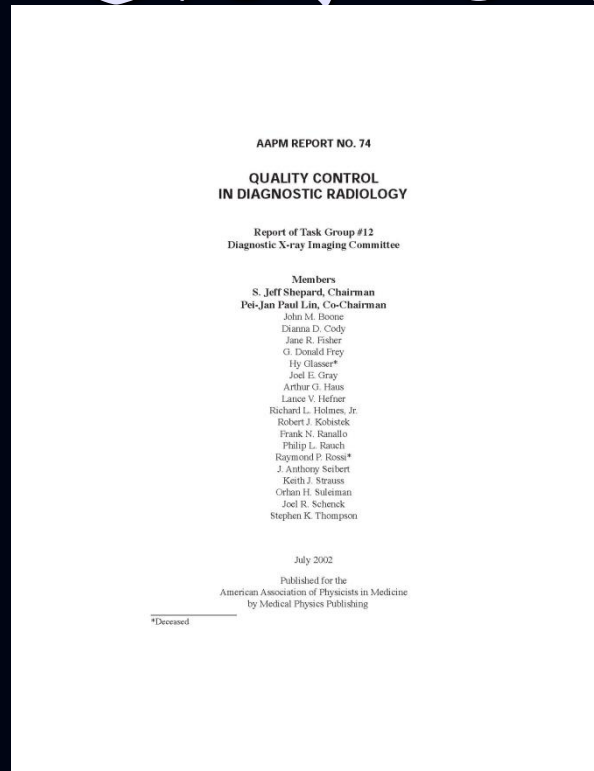 AAPM REPORT NO. 74
QUALITY CONTROL
IN DIAGNOSTIC RADIOLOGY
Report of Task Group #12
Diagnostic X-ray Imaging Committee
Members
S. Jeff Shepard, Chairman
Pei-Jan Paul Lin, Co-Chairman
John M. Boone
Dianna D. Cody
Jane R. Fisher
G. Donald Frey
Hy Glasser*
Joel E. Gray
Arthur G. Haus
Lance V. Hefner
Richard L. Holmes, Jr.
Robert J. Kobistek
Frank N. Ranallo
Philip L. Rauch
Raymond P. Rossi*
J. Anthony Seibert
Keith J. Strauss
Orhan H. Suleiman
Joel R. Schenck
Stephen K. Thompson
July 2002
Published for the
American Association of Physicists in Medicine
by Medical Physics Publishing
*Deceased